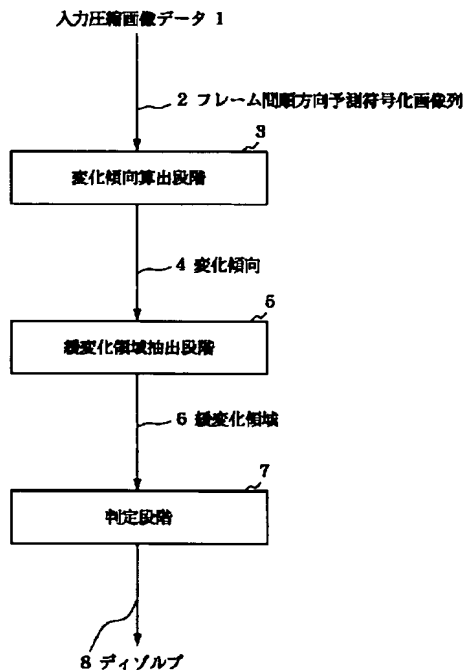 入力圧縮画像データ 1
2 フレーム間順方向予測符号化画像列
3
変化傾向算出段階
4 変化傾向
5
緩変化領域抽出段階
6 緩変化領域
7
判定段階
8 ディゾルブ